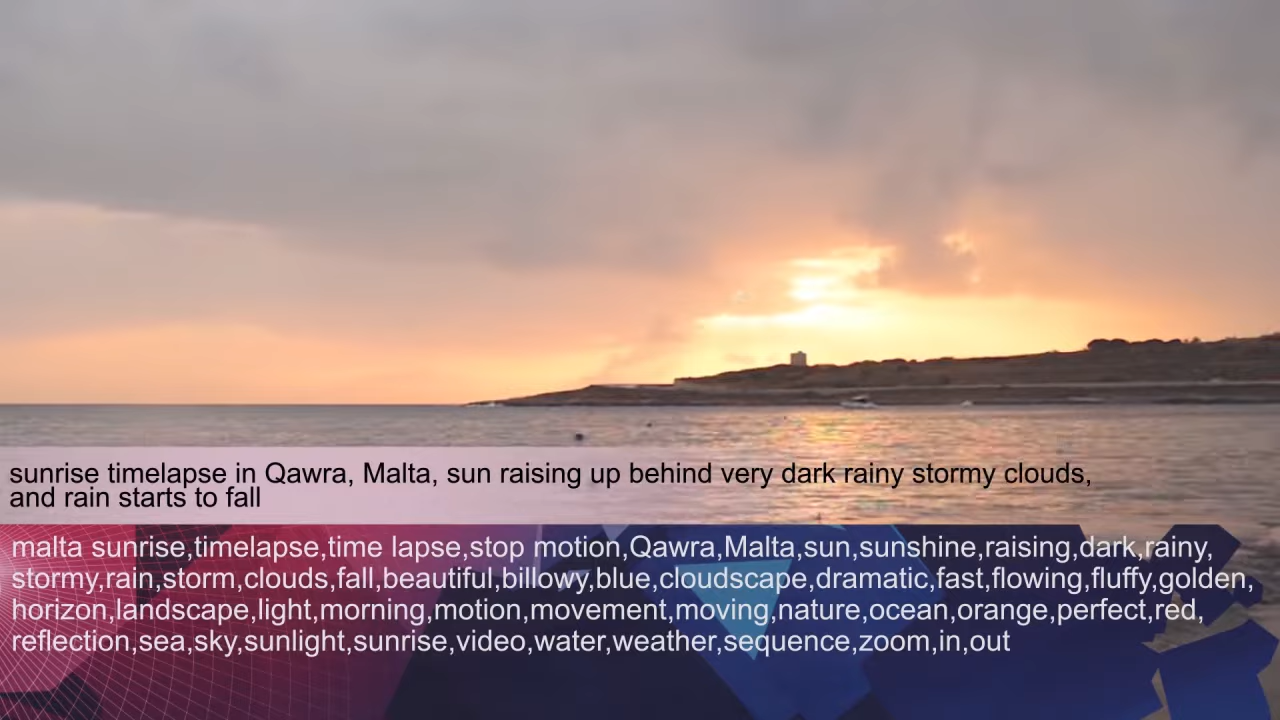 sunrise timelapse in Qawra, Malta, sun raising up behind very dark rainy stormy clouds,
and rain starts to fall
malta sunrise,timelapse,time lapse,stop motion,Qawra,Malta,sun,sunshine,raising,dark,rainy,
stormy,rain,storm,clouds,fall,beautiful,billowy,blue,cloudscape,dramatic,fast,flowing,fluffy,golden,
horizon,landscape,light,morning,motion,movement,moving,nature,ocean,orange,perfect,red,
reflection,sea,sky,sunlight,sunrise,video,water,weather,sequence,zoom,in,out